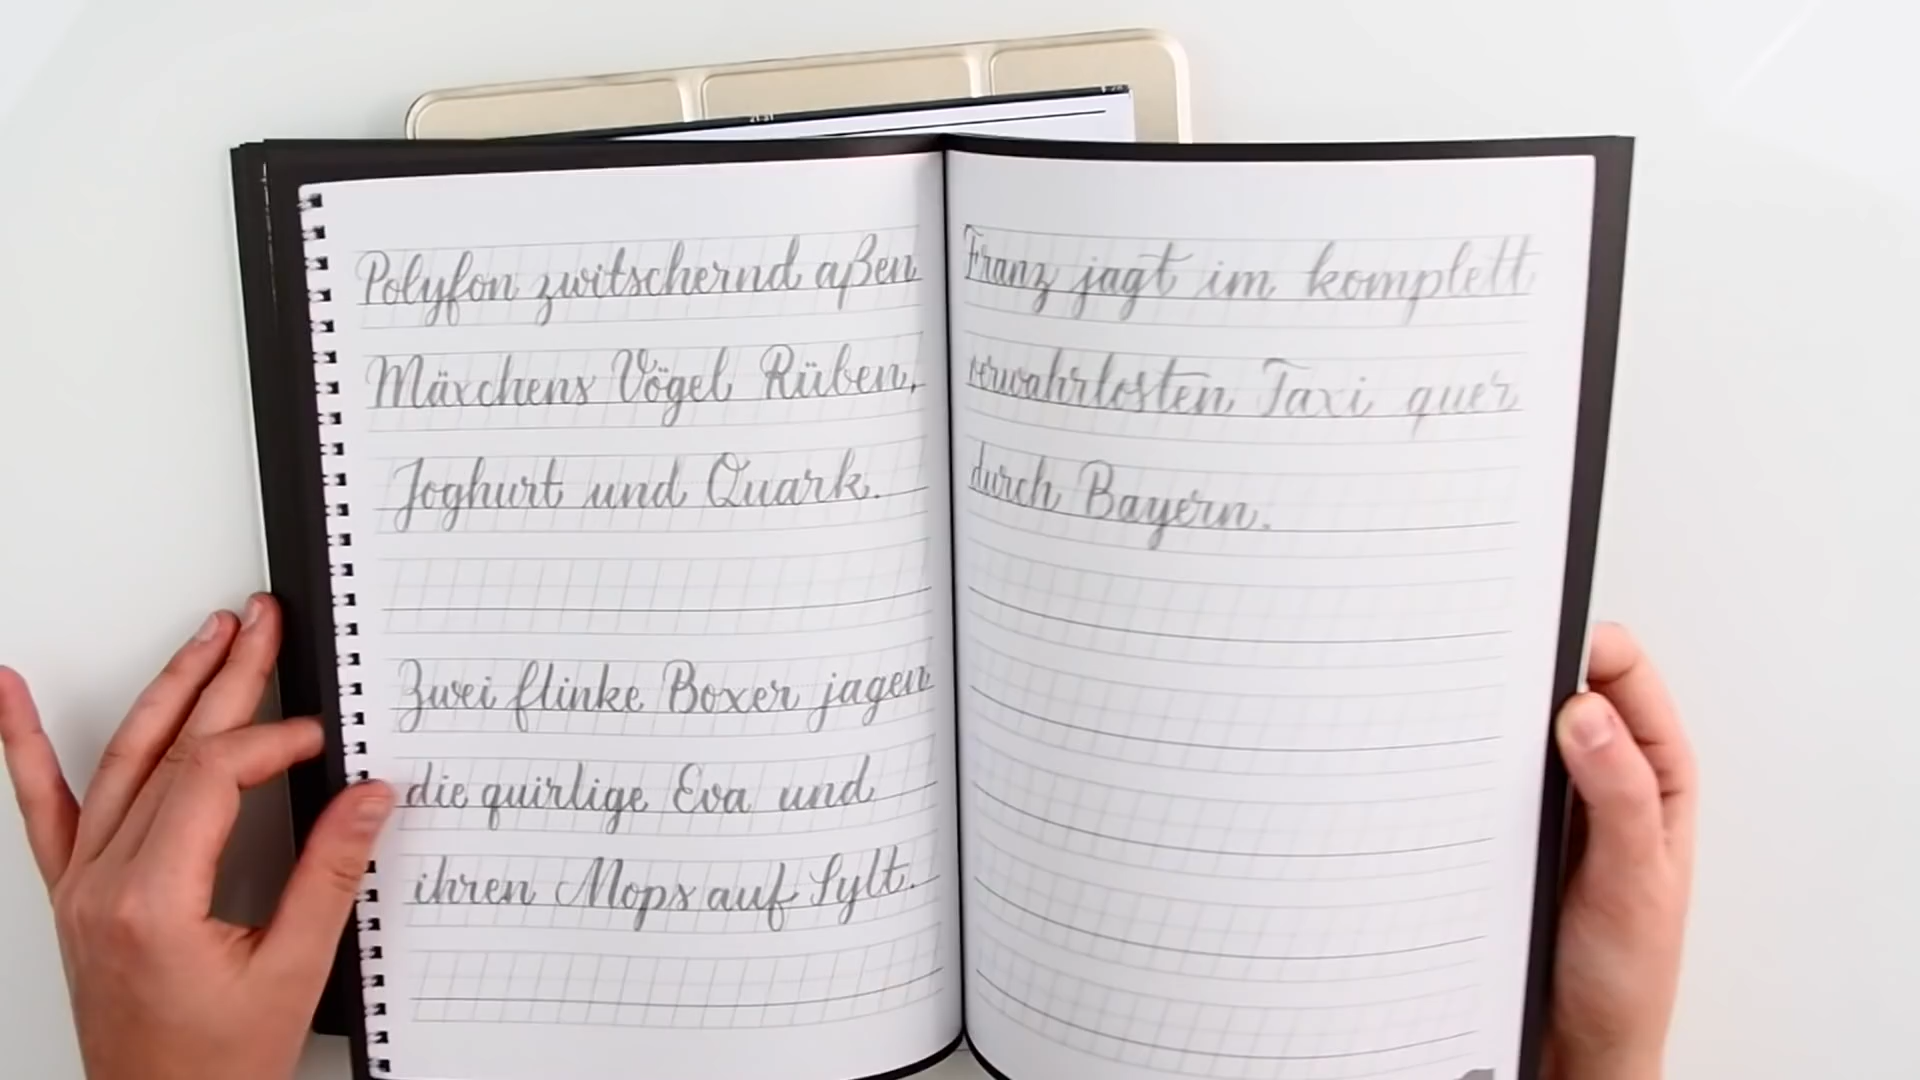 Polyfon zwitschernd aßen
Mäxchens Vögel Rüben,
Joghurt und Quark.
Zwei flinke Boxer jagen
die quirlige Eva und
ihren Mops auf Sylt.
Franz jagt im komplett
verwahrlosten Taxi quer
durch Bayern.